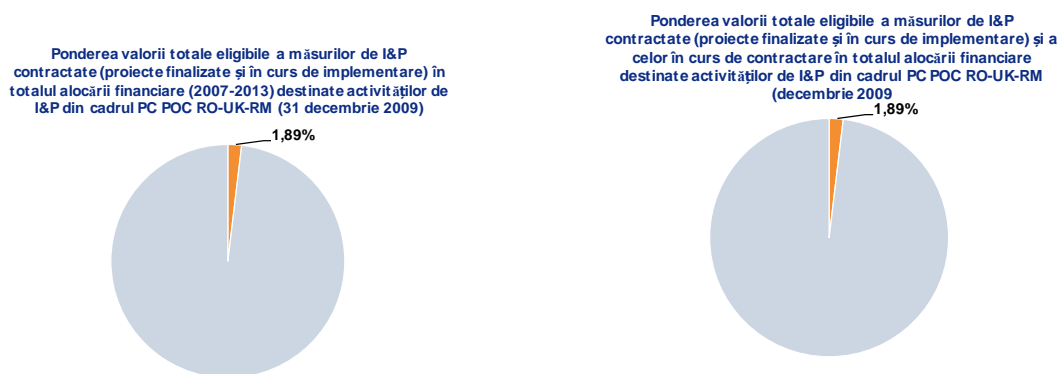 Ponderea valorii totale eligibile a măsurilor de I&P
contractate (proiecte finalizate și în curs de implementare) în
totalul alocării financiare (2007-2013) destinate activităților de
I&P din cadrul PC POC RO-UK-RM (31 decembrie 2009)
1,89%
Ponderea valorii totale eligibile a măsurilor de I&P
contractate (proiecte finalizate și în curs de implementare) și a
celor în curs de contractare în totalul alocării financiare
destinate activităților de I&P din cadrul PC POC RO-UK-RM
(decembrie 2009
1,89%